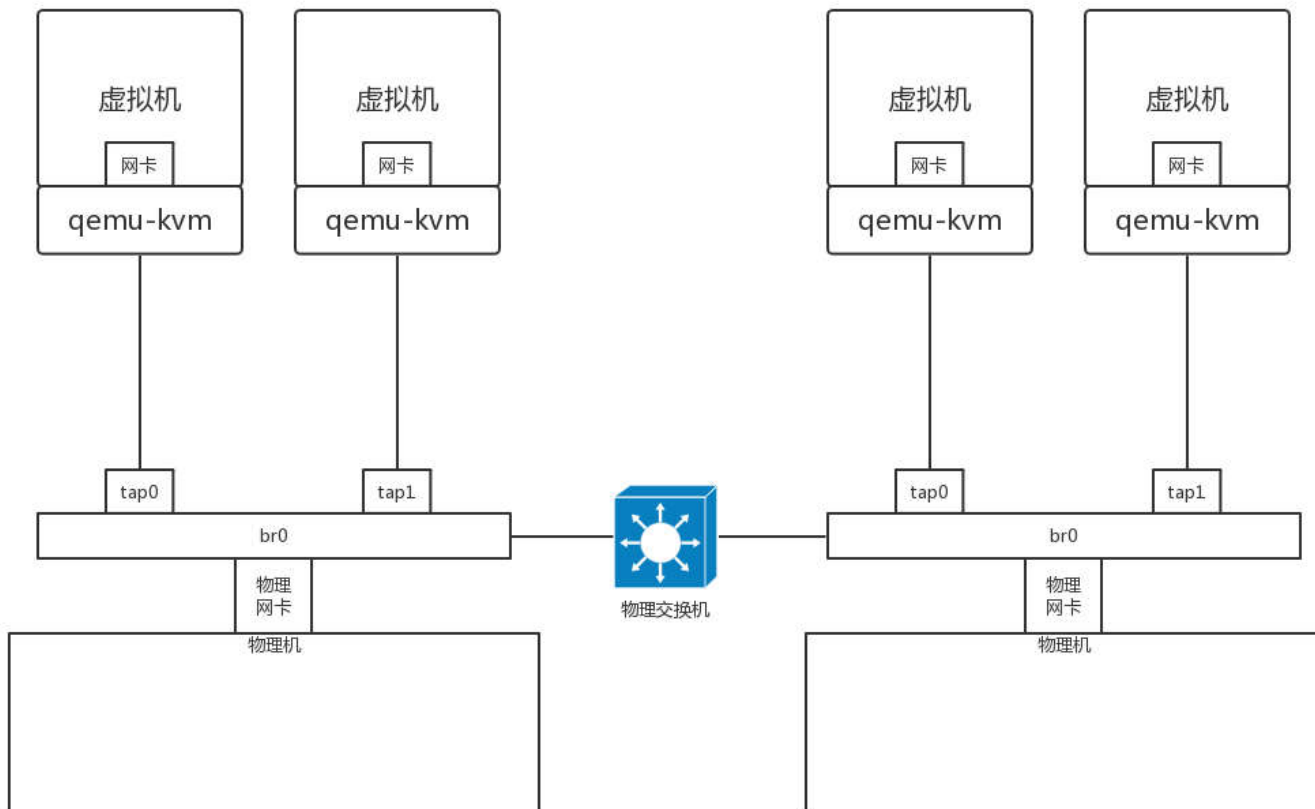 虚拟机
虚拟机
虚拟机
虚拟机
网卡
网卡
网卡
网卡
qemu-kvm
qemu-kvm
qemu-kvm
qemu-kvm
tap0
tap1
tap0
tap1
br0
br0
物理
网卡
物理交换机
物理
网卡
物理机
物理机